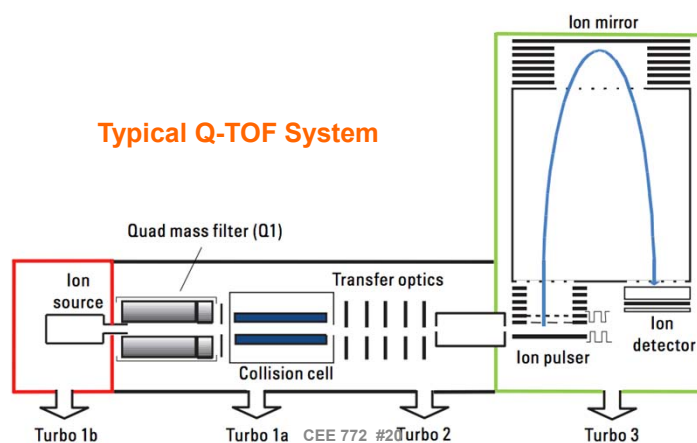 Ion mirror
Typical Q-TOF System
Quad mass filter (Q1)
Ion
source
Transfer optics
Collision cell
Ion pulser
Ion
detector
Turbo 1b
Turbo 1a
CEE 772 #20
Turbo 2
Turbo 3